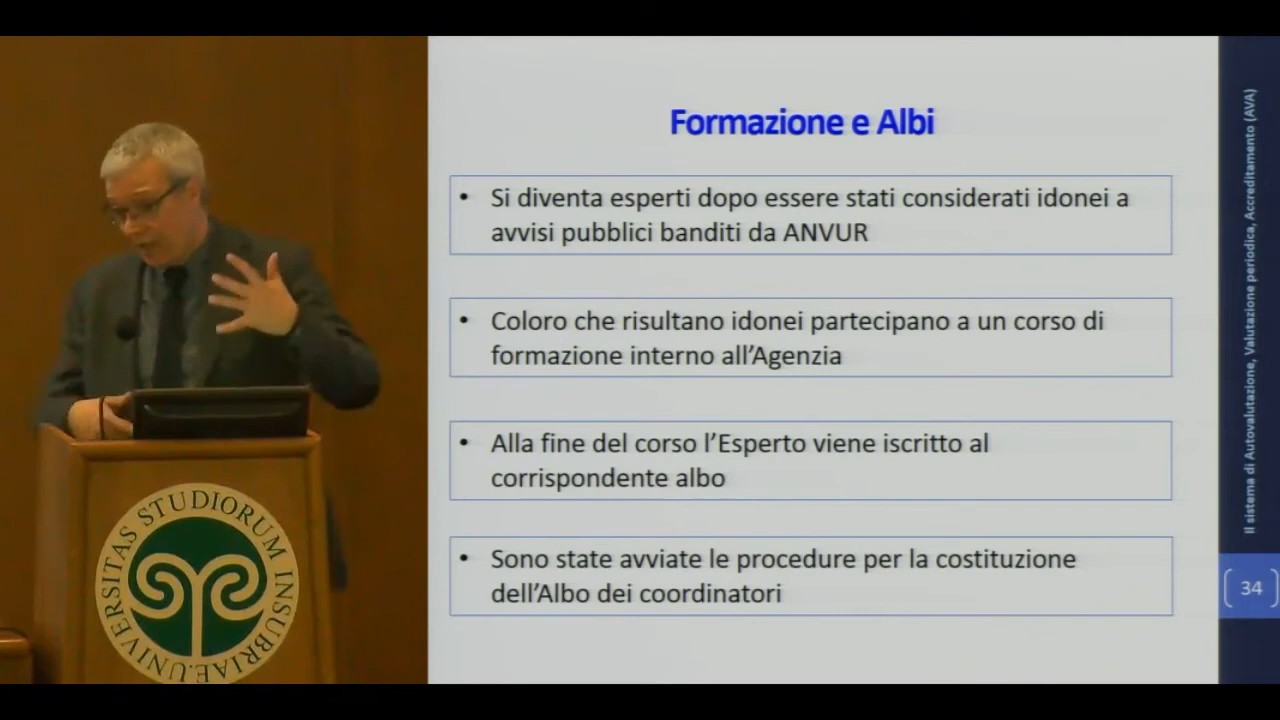 Formazione e Albi
• Si diventa esperti dopo essere stati considerati idonei a
avvisi pubblici banditi da ANVUR
• Coloro che risultano idonei partecipano a un corso di
formazione interno all'Agenzia
• Alla fine del corso l'Esperto viene iscritto al
corrispondente albo
• Sono state avviate le procedure per la costituzione
dell'Albo dei coordinatori
Il sistema di Autovalutazione, Valutazione periodica, Accreditamento (AVA)
34
UNIVERSITAS STUDIORUM INSUBRIAE